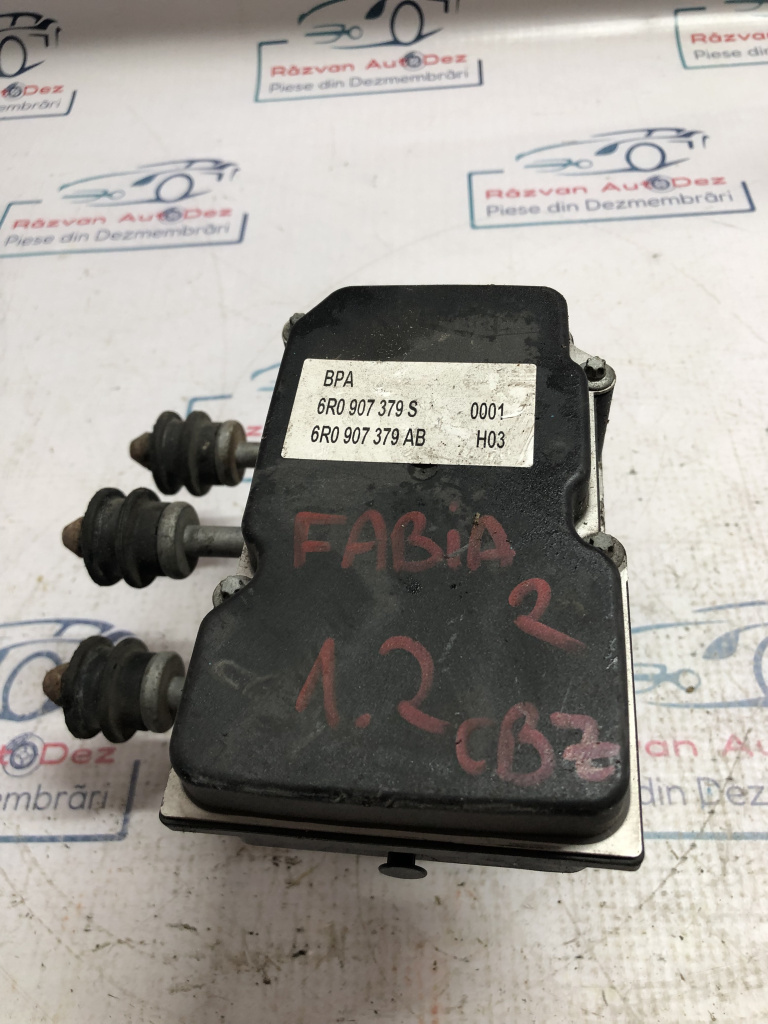 Răzvan AutoDez
Piese din Dezmembrări
Răzvan AutoDez
Piese din Dezmembrări
Răzvan AutoDez
Piese din Dezmembrări
BPA
6R0 907 379 S 0001
6R0 907 379 AB H03
FABiA
2
1.2 CBZ